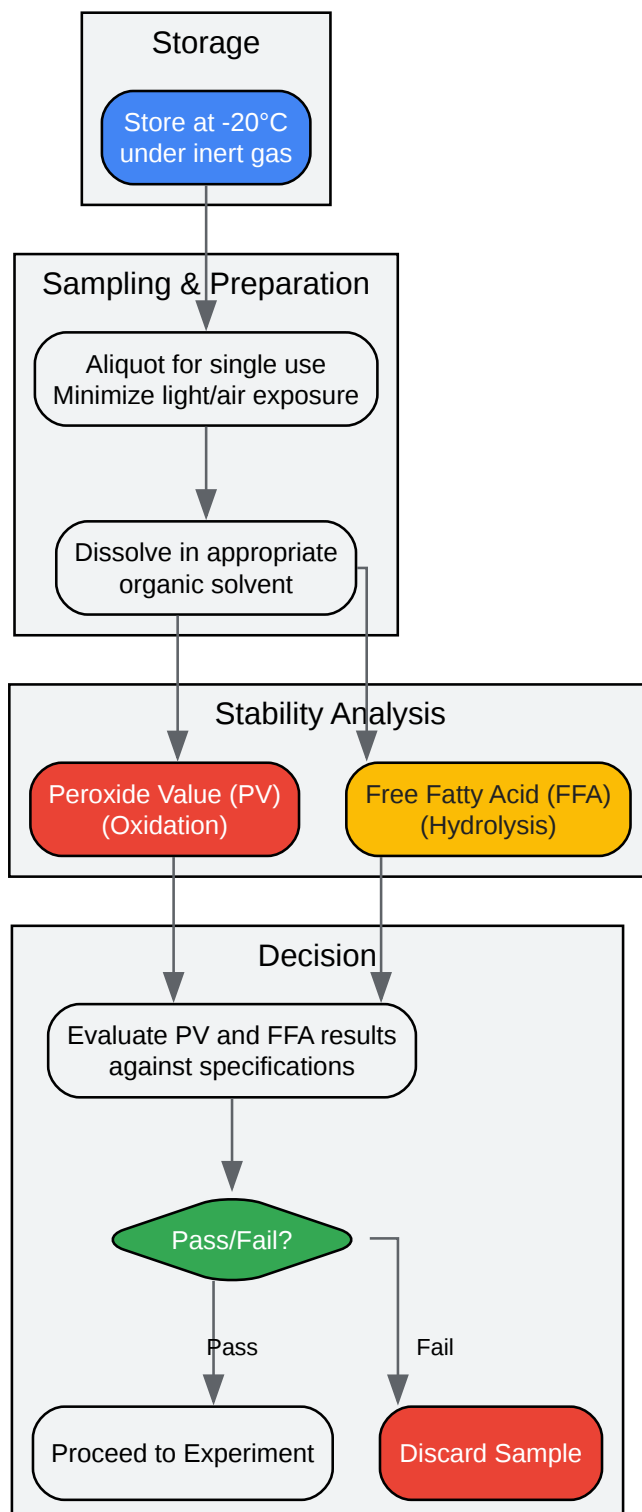 Storage
Store at -20°C
under inert gas
Sampling & Preparation
Aliquot for single use
Minimize light/air exposure
Dissolve in appropriate
organic solvent
Stability Analysis
Peroxide Value (PV)
(Oxidation)
Free Fatty Acid (FFA)
(Hydrolysis)
Decision
Evaluate PV and FFA results
against specifications
Pass/Fail?
Pass
Fail
Proceed to Experiment
Discard Sample